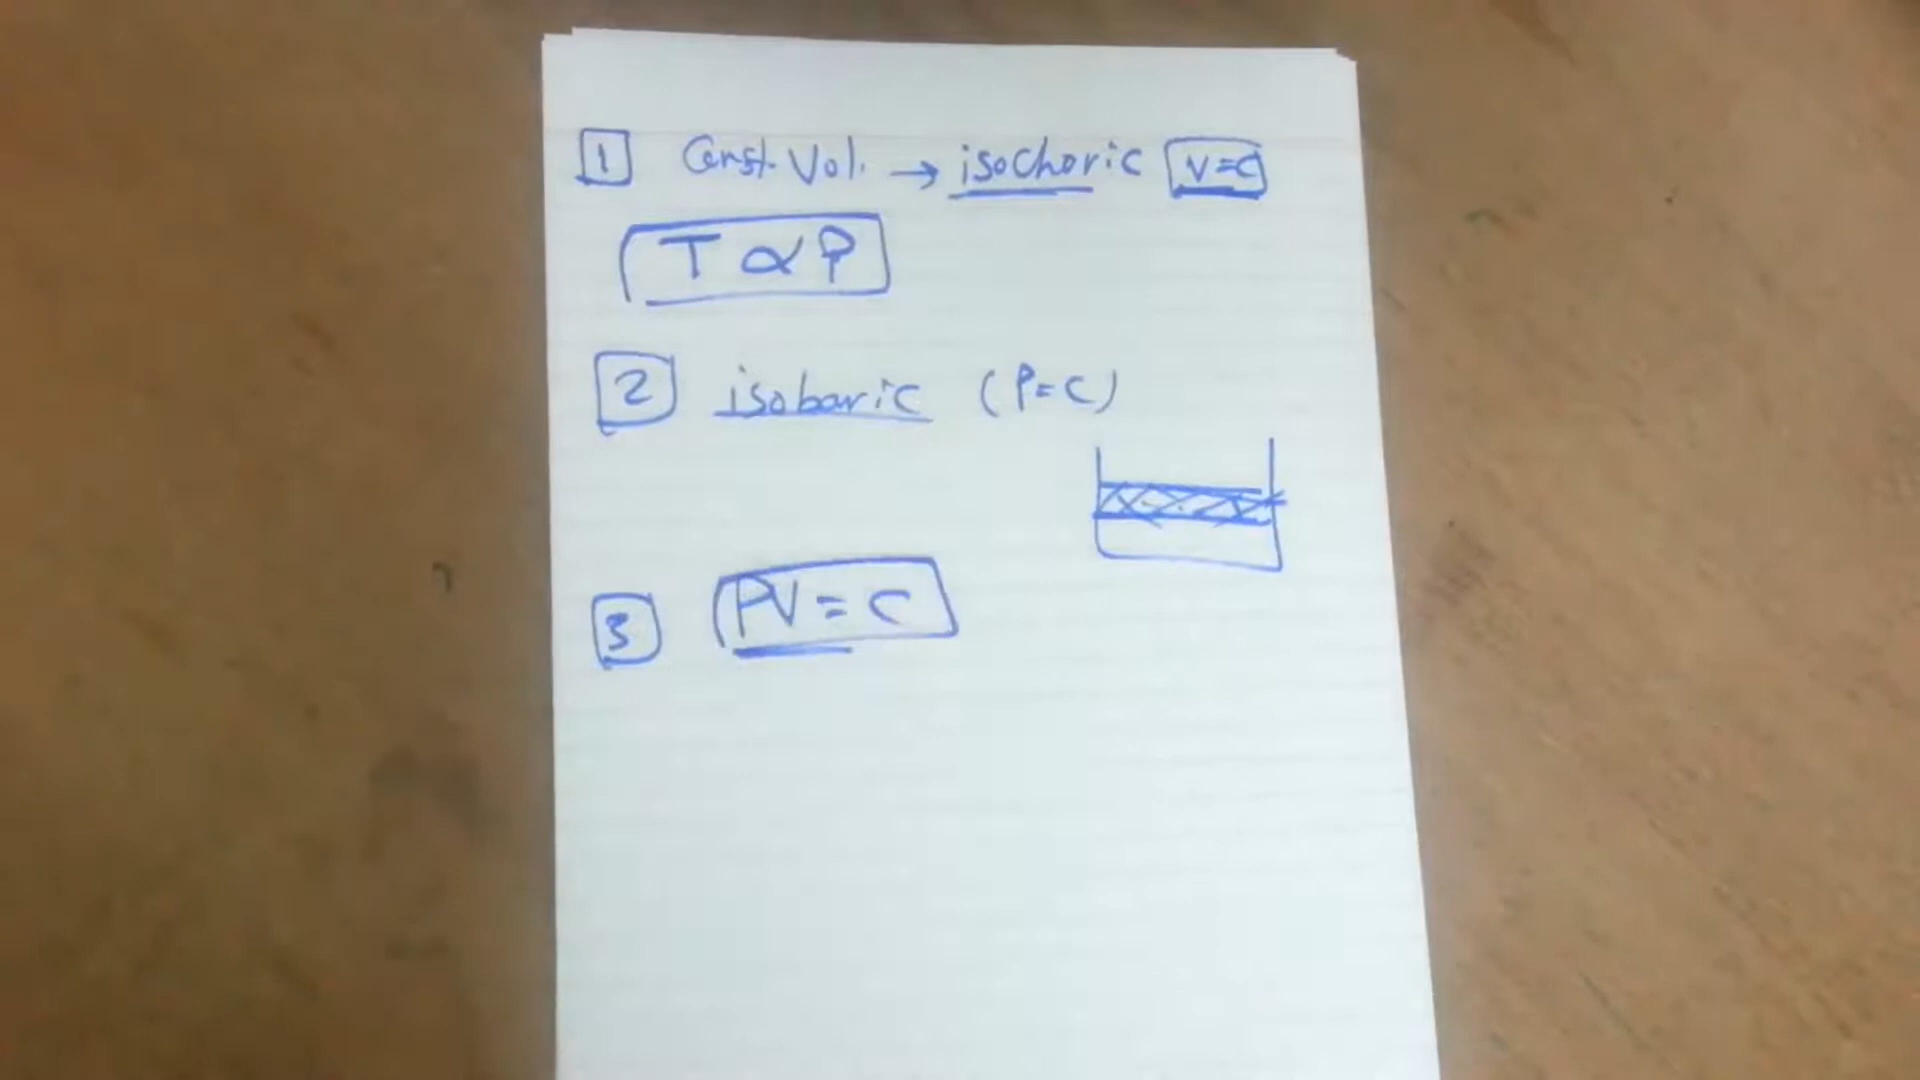 1 Const. Vol. → isochoric V=C
T ∝ P
2 isobaric (P=C)
3 PV = C